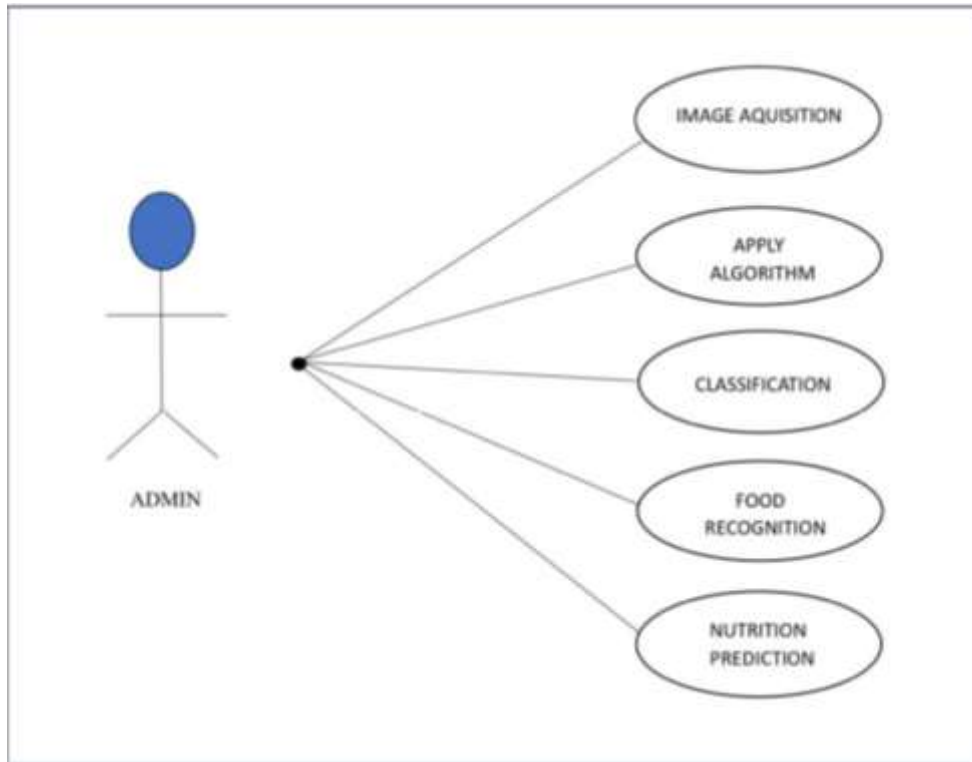 IMAGE AQUISITION
APPLY
ALGORITHM
CLASSIFICATION
FOOD
RECOGNITION
NUTRITION
PREDICTION
ADMIN